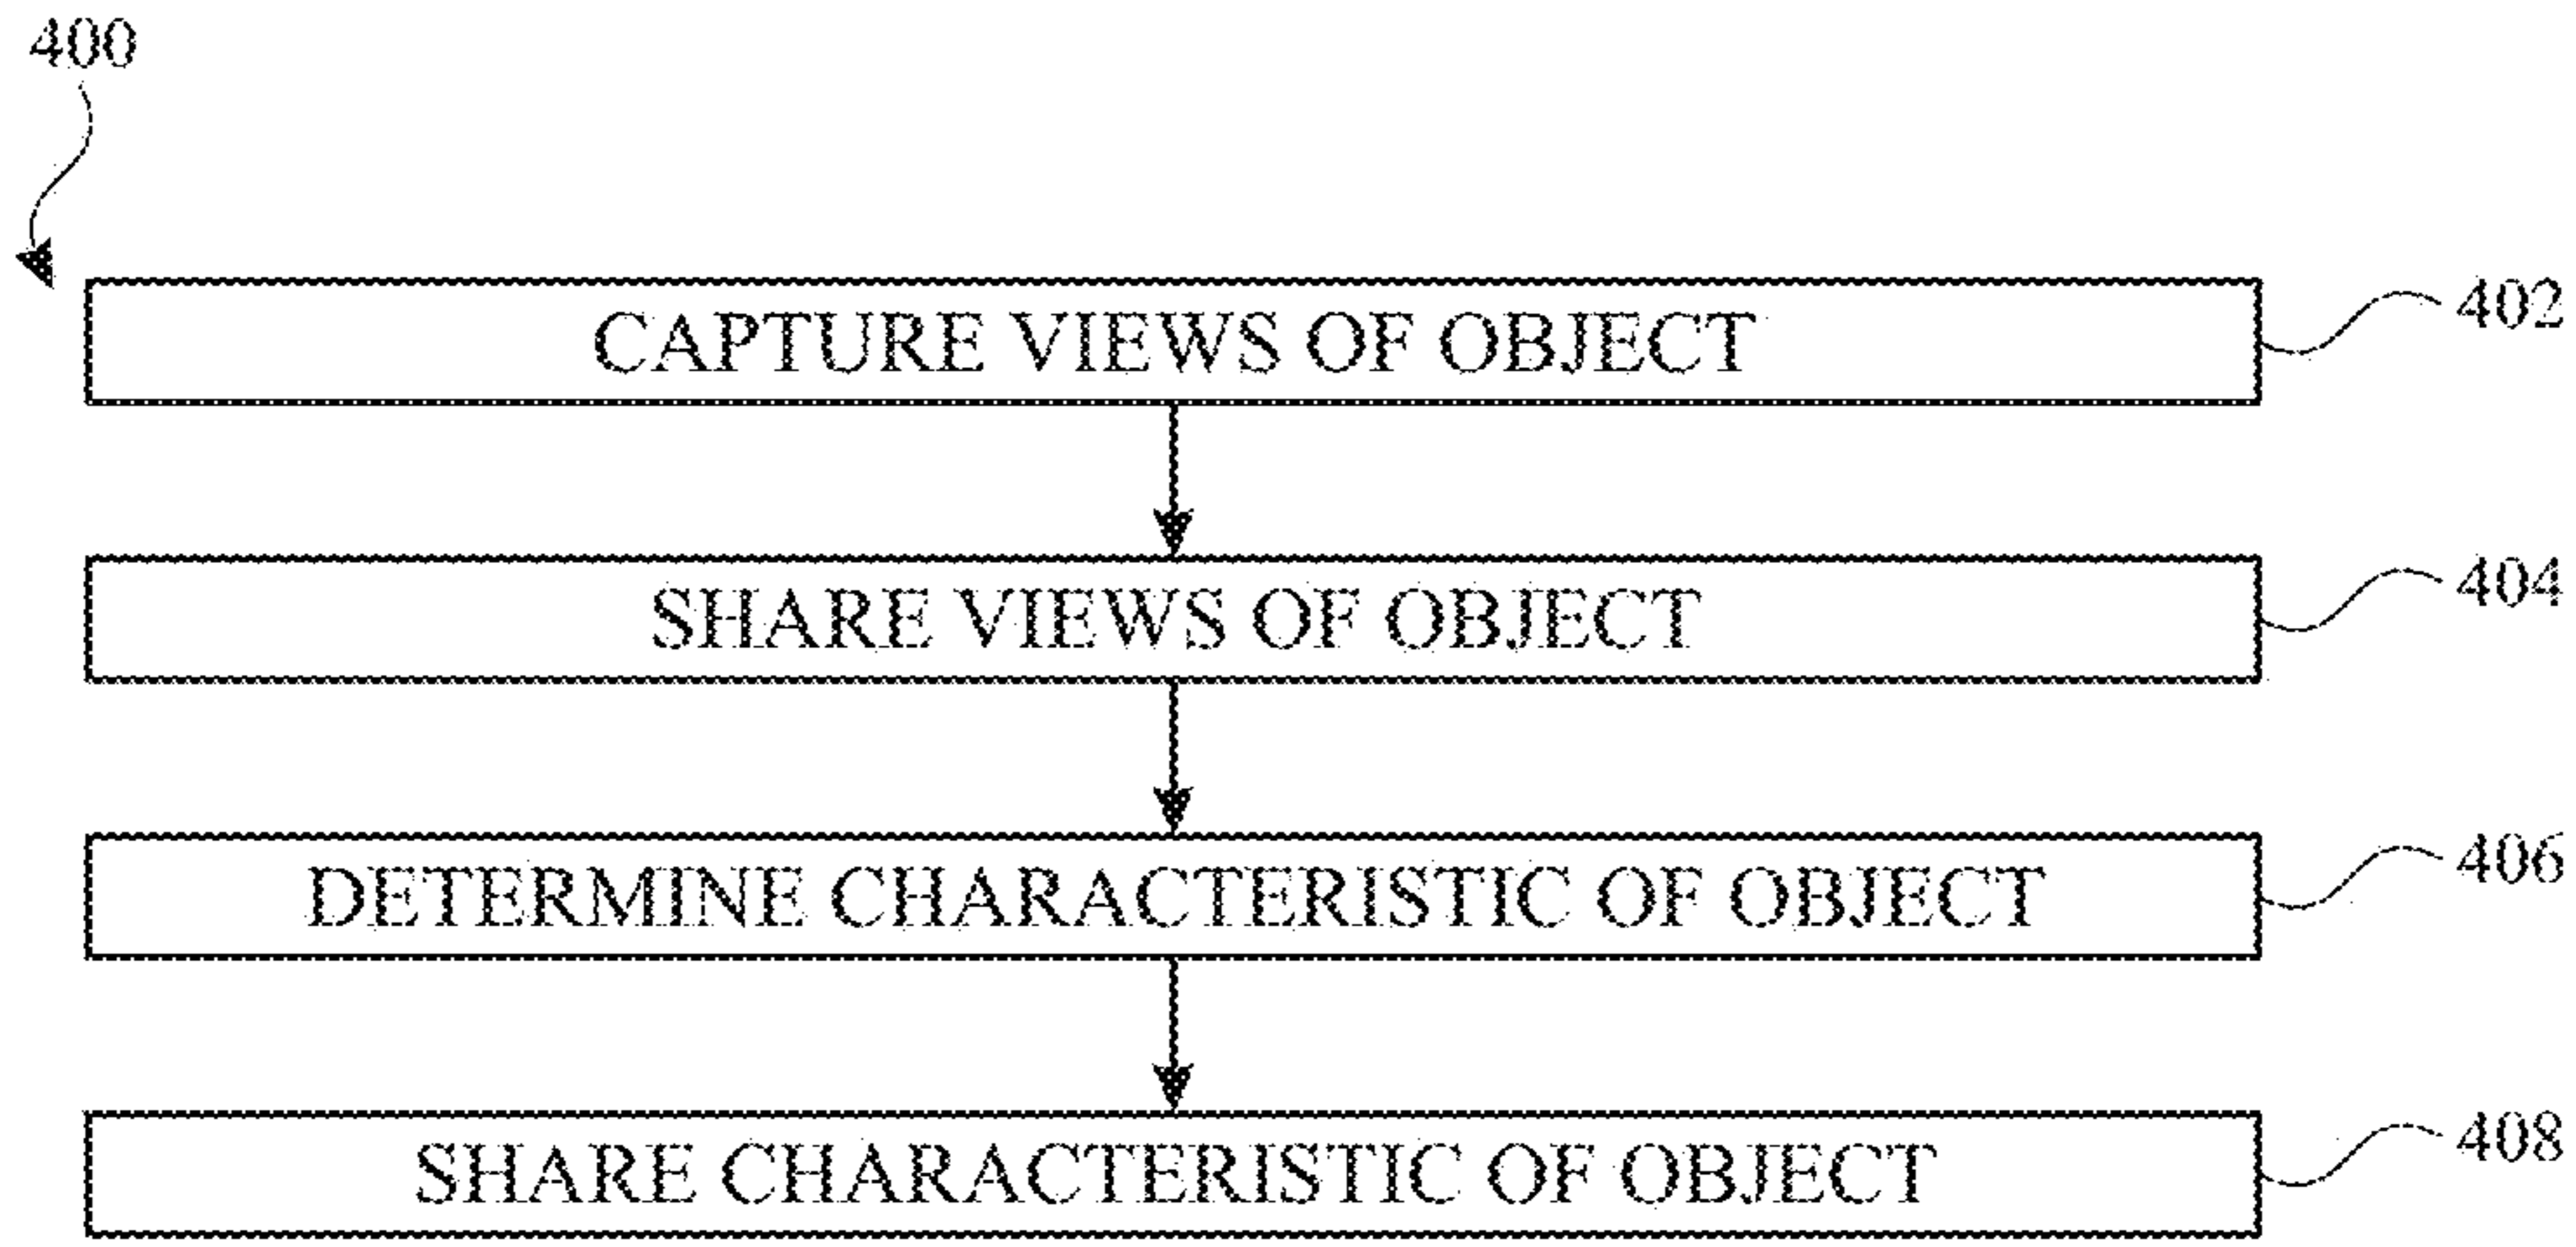 400
CAPTURE VIEWS OF OBJECT
402
SHARE VIEWS OF OBJECT
404
DETERMINE CHARACTERISTIC OF OBJECT
406
SHARE CHARACTERISTIC OF OBJECT
408